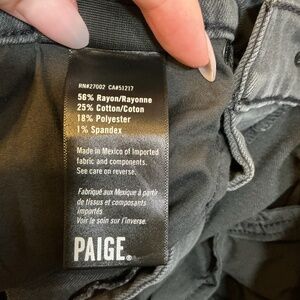 RN#27002 CA#51217
56% Rayon/Rayonne
25% Cotton/Coton
18% Polyester
1% Spandex
Made in Mexico of Imported
fabric and components.
See care on reverse.
Fabriqué aux Mexique à partir
de tissus et composants
importés
Voir le soin sur l'inverse.
PAIGE®